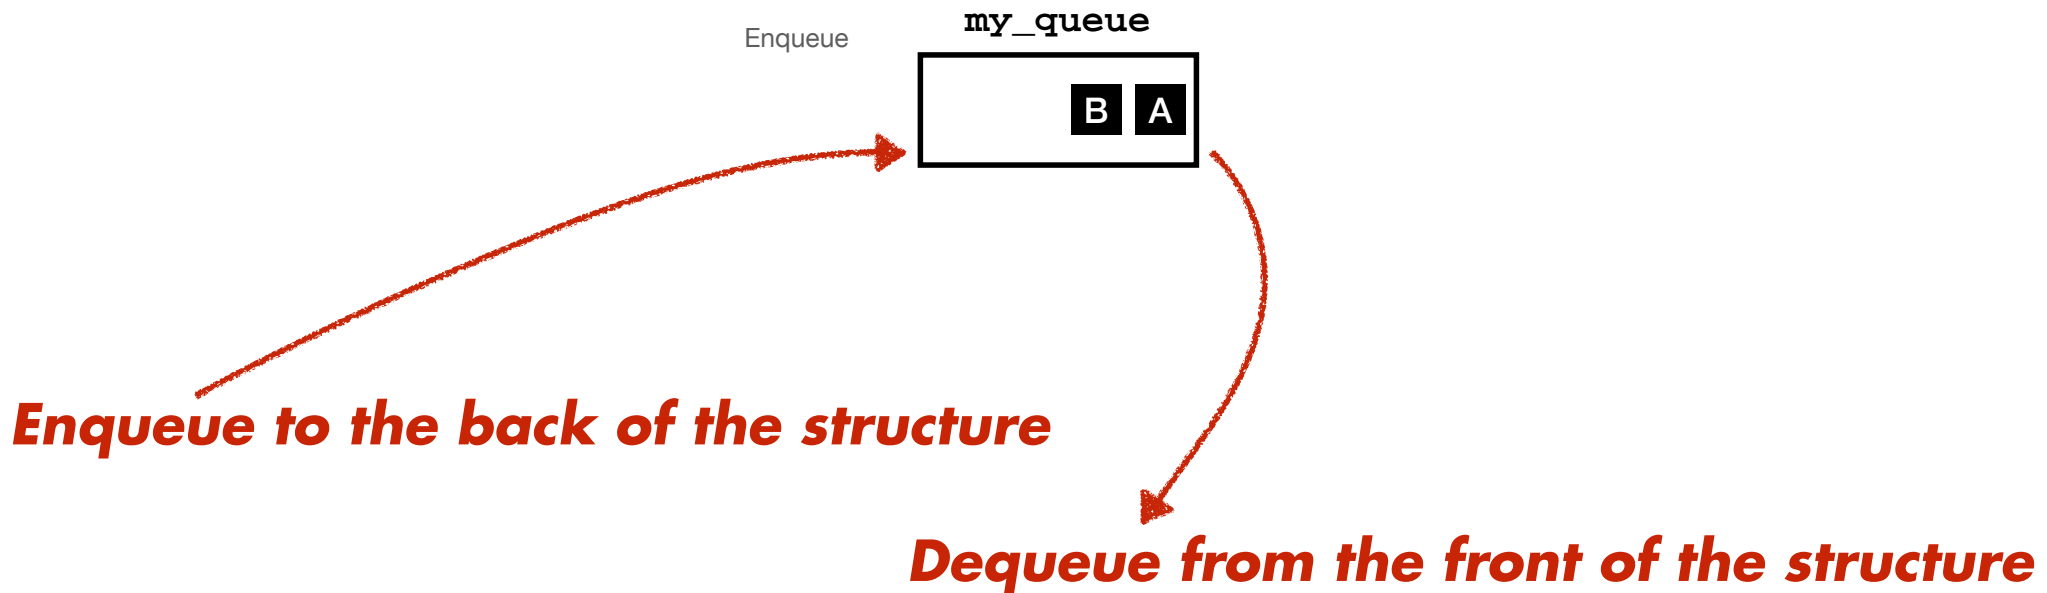 my_queue
Enqueue
B A
Enqueue to the back of the structure
Dequeue from the front of the structure